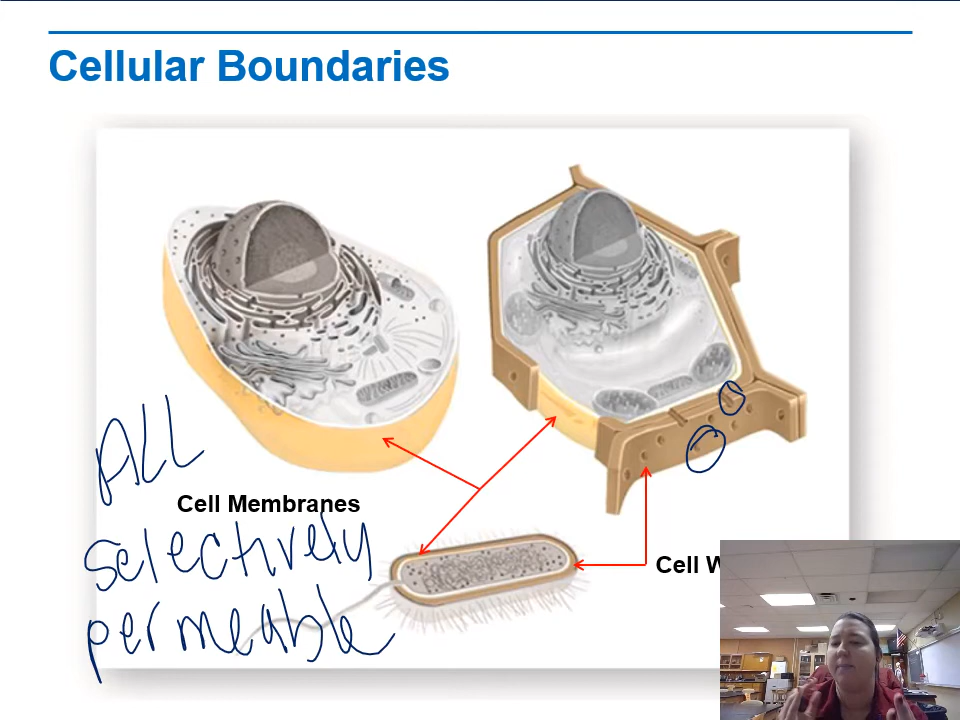 Cellular Boundaries
ALL
Cell Membranes
selectively
Cell
permeable